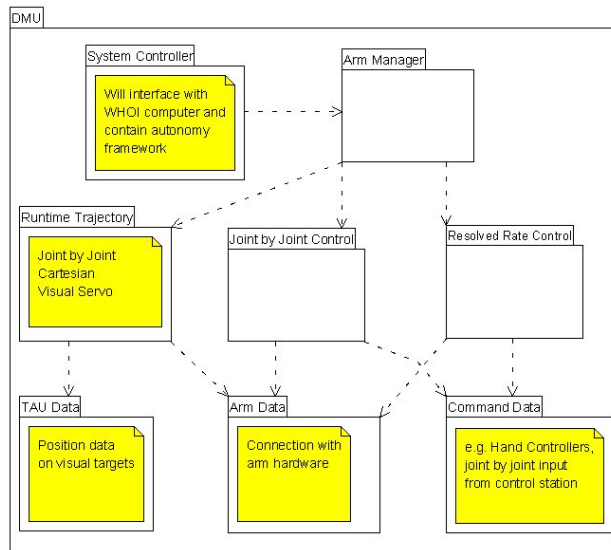 DMU
System Controller
Will interface with
WHOI computer and
contain autonomy
framework
Arm Manager
Runtime Trajectory
Joint by Joint
Cartesian
Visual Servo
Joint by Joint Control
Resolved Rate Control
TAU Data
Position data
on visual targets
Arm Data
Connection with
arm hardware
Command Data
e.g. Hand Controllers,
joint by joint input
from control station